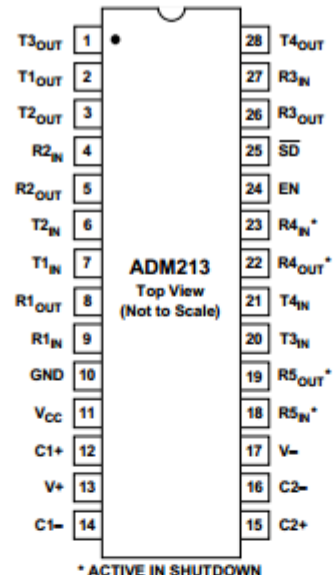 T3OUT 1 28 T4OUT
T1OUT 2 27 R3IN
T2OUT 3 26 R3OUT
R2IN 4 25 S̅D̅
R2OUT 5 24 EN
T2IN 6 23 R4IN*
T1IN 7 ADM213 22 R4OUT*
Top View
R1OUT 8 (Not to Scale) 21 T4IN
R1IN 9 20 T3IN
GND 10 19 R5OUT*
VCC 11 18 R5IN*
C1+ 12 17 V–
V+ 13 16 C2–
C1– 14 15 C2+
* ACTIVE IN SHUTDOWN